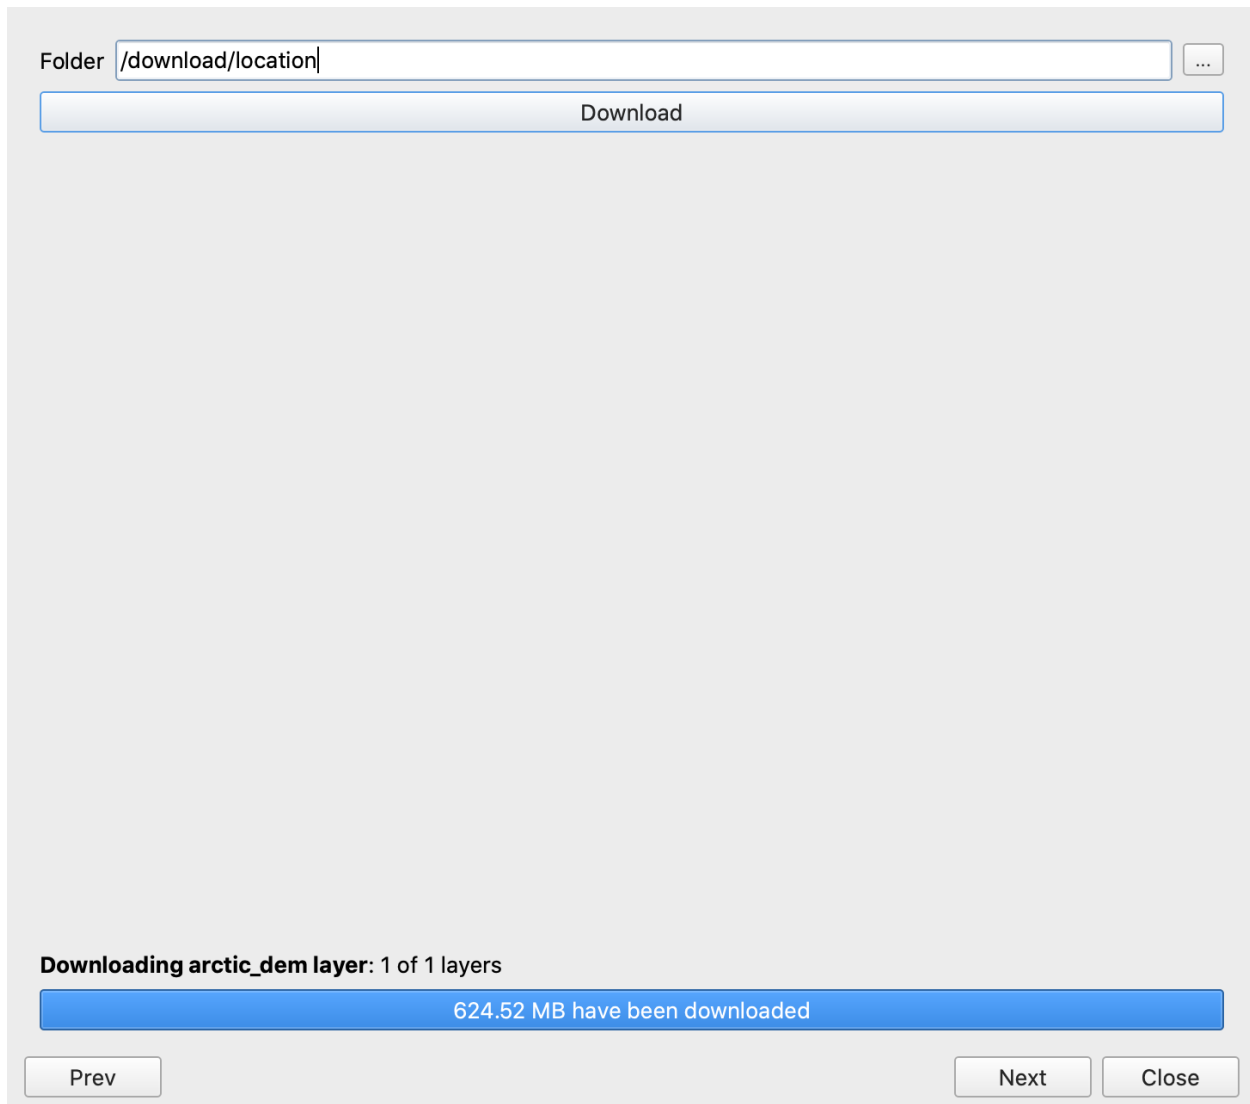 Folder /download/location ...
Download
Downloading arctic_dem layer: 1 of 1 layers
624.52 MB have been downloaded
Prev Next Close